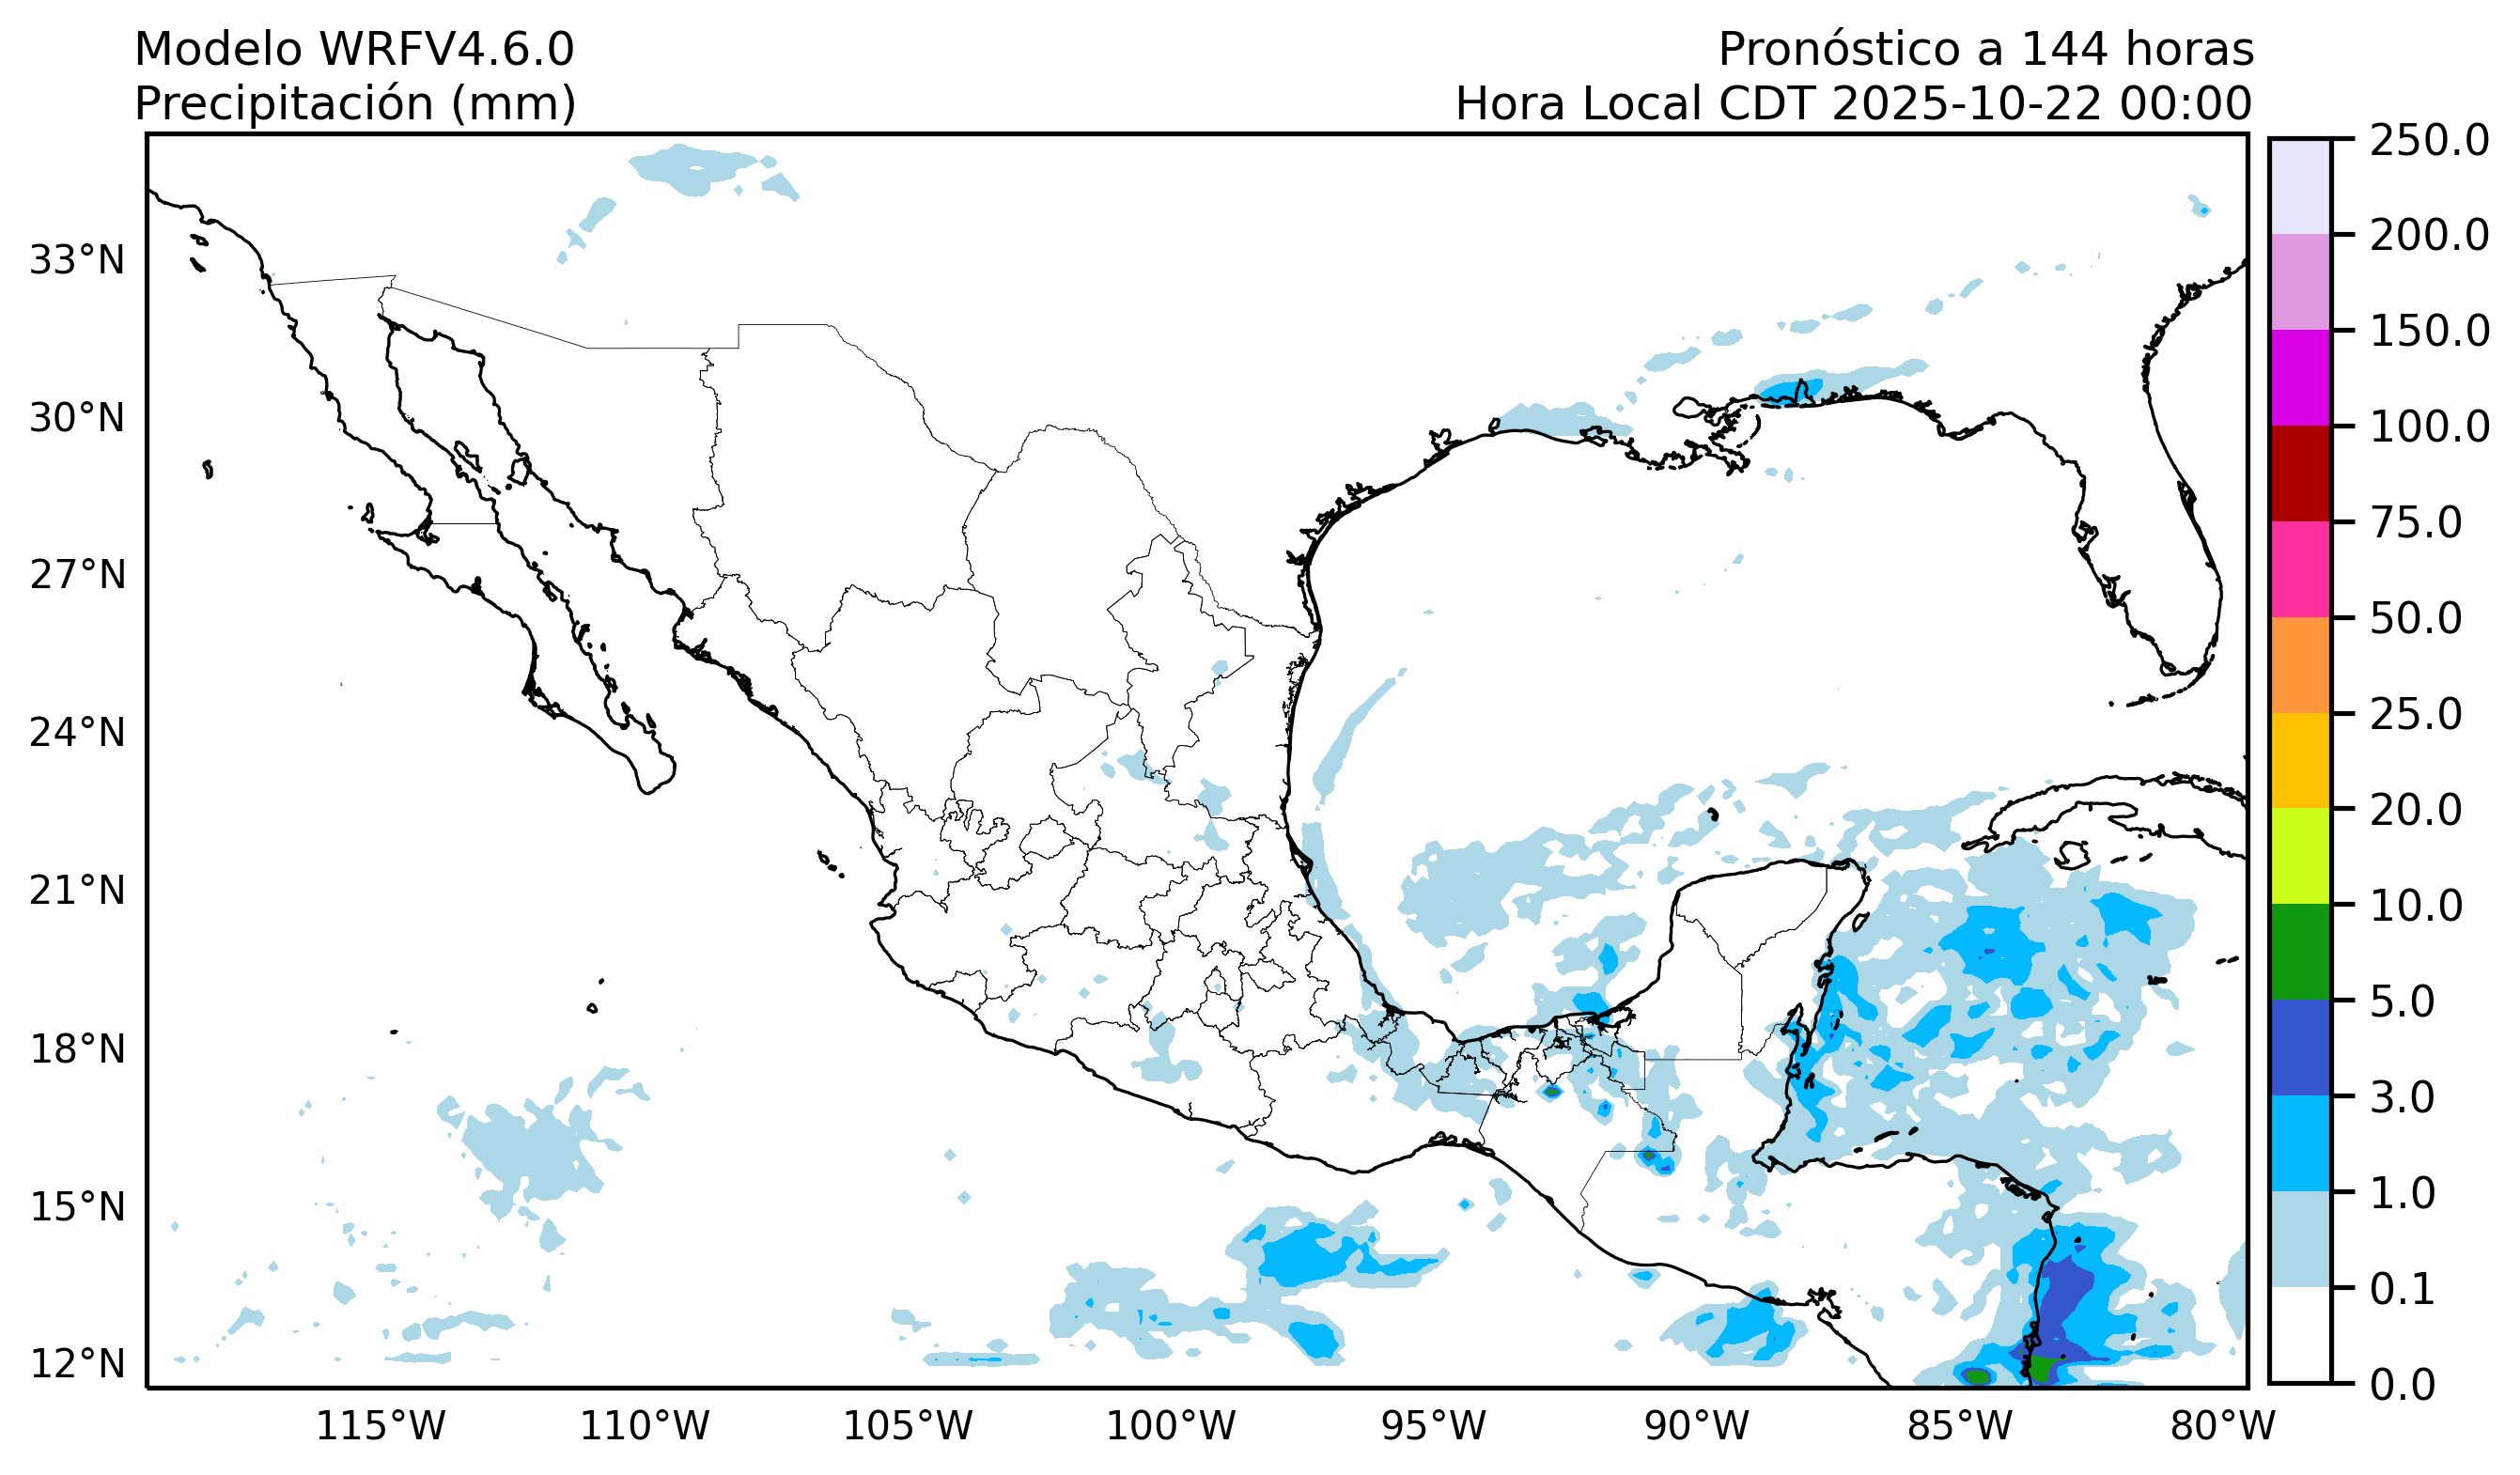 Modelo WRFV4.6.0
Precipitación (mm)
Pronóstico a 144 horas
Hora Local CDT 2025-10-22 00:00
33°N
30°N
27°N
24°N
21°N
18°N
15°N
12°N
115°W
110°W
105°W
100°W
95°W
90°W
85°W
80°W
250.0
200.0
150.0
100.0
75.0
50.0
25.0
20.0
10.0
5.0
3.0
1.0
0.1
0.0